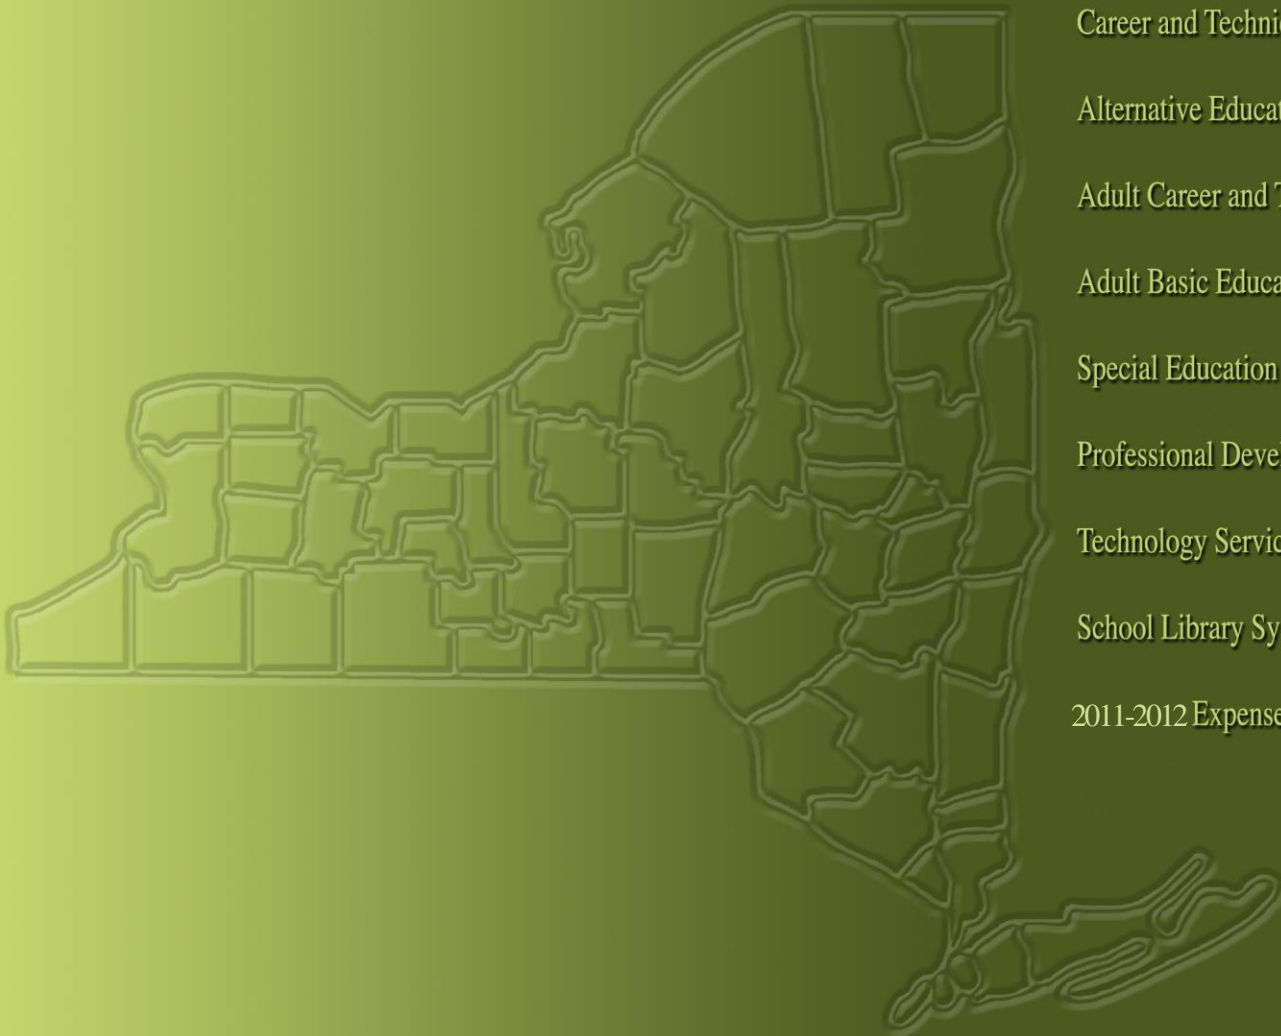 Career and Techni
Alternative Educat
Adult Career and T
Adult Basic Educa
Special Education
Professional Deve
Technology Servic
School Library Sy
2011-2012 Expense